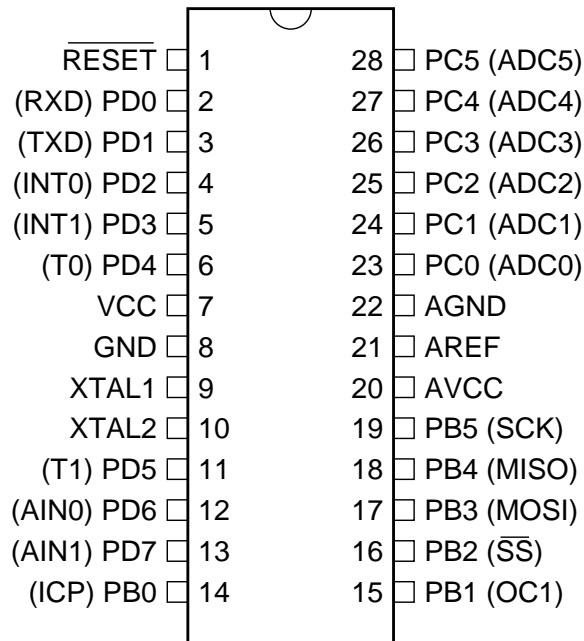 RESET 1 28 PC5 (ADC5)
(RXD) PD0 2 27 PC4 (ADC4)
(TXD) PD1 3 26 PC3 (ADC3)
(INT0) PD2 4 25 PC2 (ADC2)
(INT1) PD3 5 24 PC1 (ADC1)
(T0) PD4 6 23 PC0 (ADC0)
VCC 7 22 AGND
GND 8 21 AREF
XTAL1 9 20 AVCC
XTAL2 10 19 PB5 (SCK)
(T1) PD5 11 18 PB4 (MISO)
(AIN0) PD6 12 17 PB3 (MOSI)
(AIN1) PD7 13 16 PB2 (SS)
(ICP) PB0 14 15 PB1 (OC1)